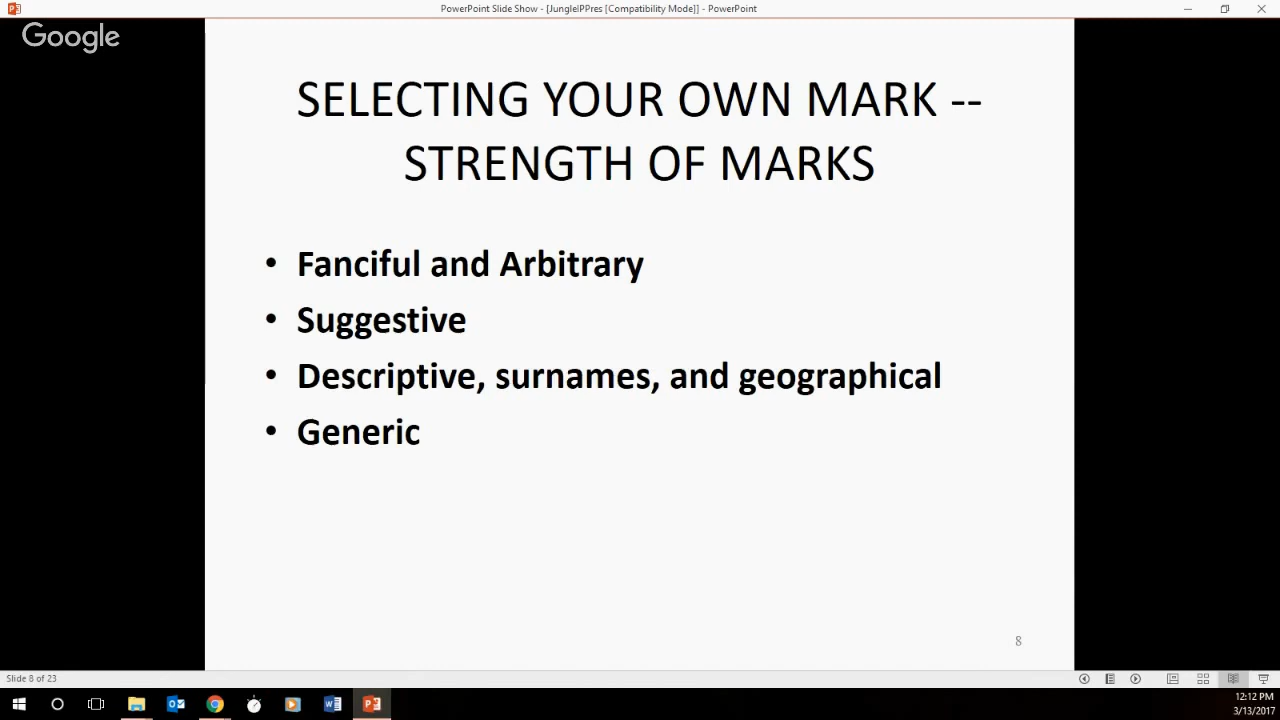 PowerPoint Slide Show - [JungleIPPres [Compatibility Mode]] - PowerPoint
Google
SELECTING YOUR OWN MARK --
STRENGTH OF MARKS
• Fanciful and Arbitrary
• Suggestive
• Descriptive, surnames, and geographical
• Generic
8
Slide 8 of 23
12:12 PM
3/13/2017